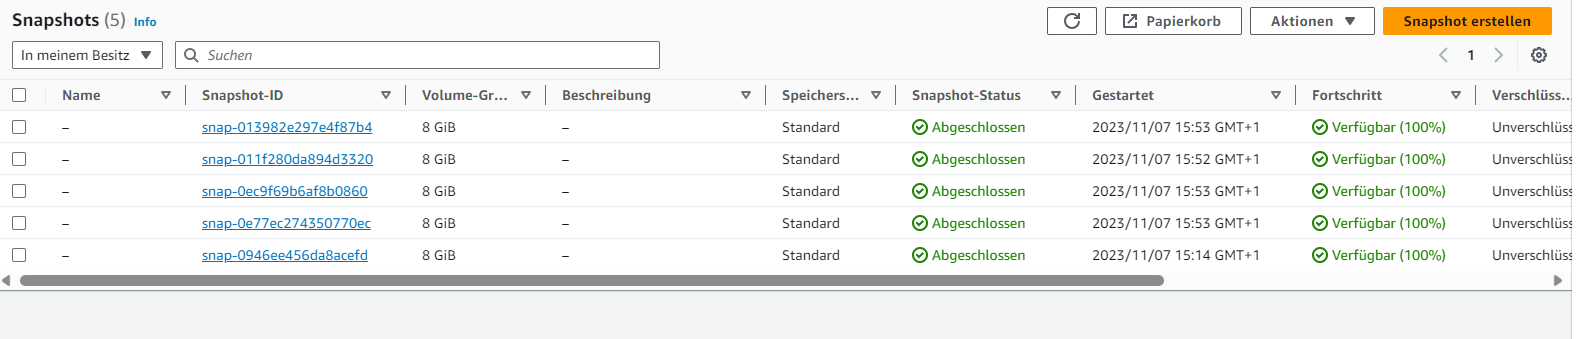 Snapshots (5) Info
Papierkorb
Aktionen
Snapshot erstellen
In meinem Besitz
Suchen
1
Name Snapshot-ID Volume-Gr... Beschreibung Speichers... Snapshot-Status Gestartet Fortschritt Verschlüss...
– snap-013982e297e4f87b4 8 GiB – Standard Abgeschlossen 2023/11/07 15:53 GMT+1 Verfügbar (100%) Unverschlüss
– snap-011f280da894d3320 8 GiB – Standard Abgeschlossen 2023/11/07 15:52 GMT+1 Verfügbar (100%) Unverschlüss
– snap-0ec9f69b6af8b0860 8 GiB – Standard Abgeschlossen 2023/11/07 15:53 GMT+1 Verfügbar (100%) Unverschlüss
– snap-0e77ec274350770ec 8 GiB – Standard Abgeschlossen 2023/11/07 15:53 GMT+1 Verfügbar (100%) Unverschlüss
– snap-0946ee456da8acefd 8 GiB – Standard Abgeschlossen 2023/11/07 15:14 GMT+1 Verfügbar (100%) Unverschlüss